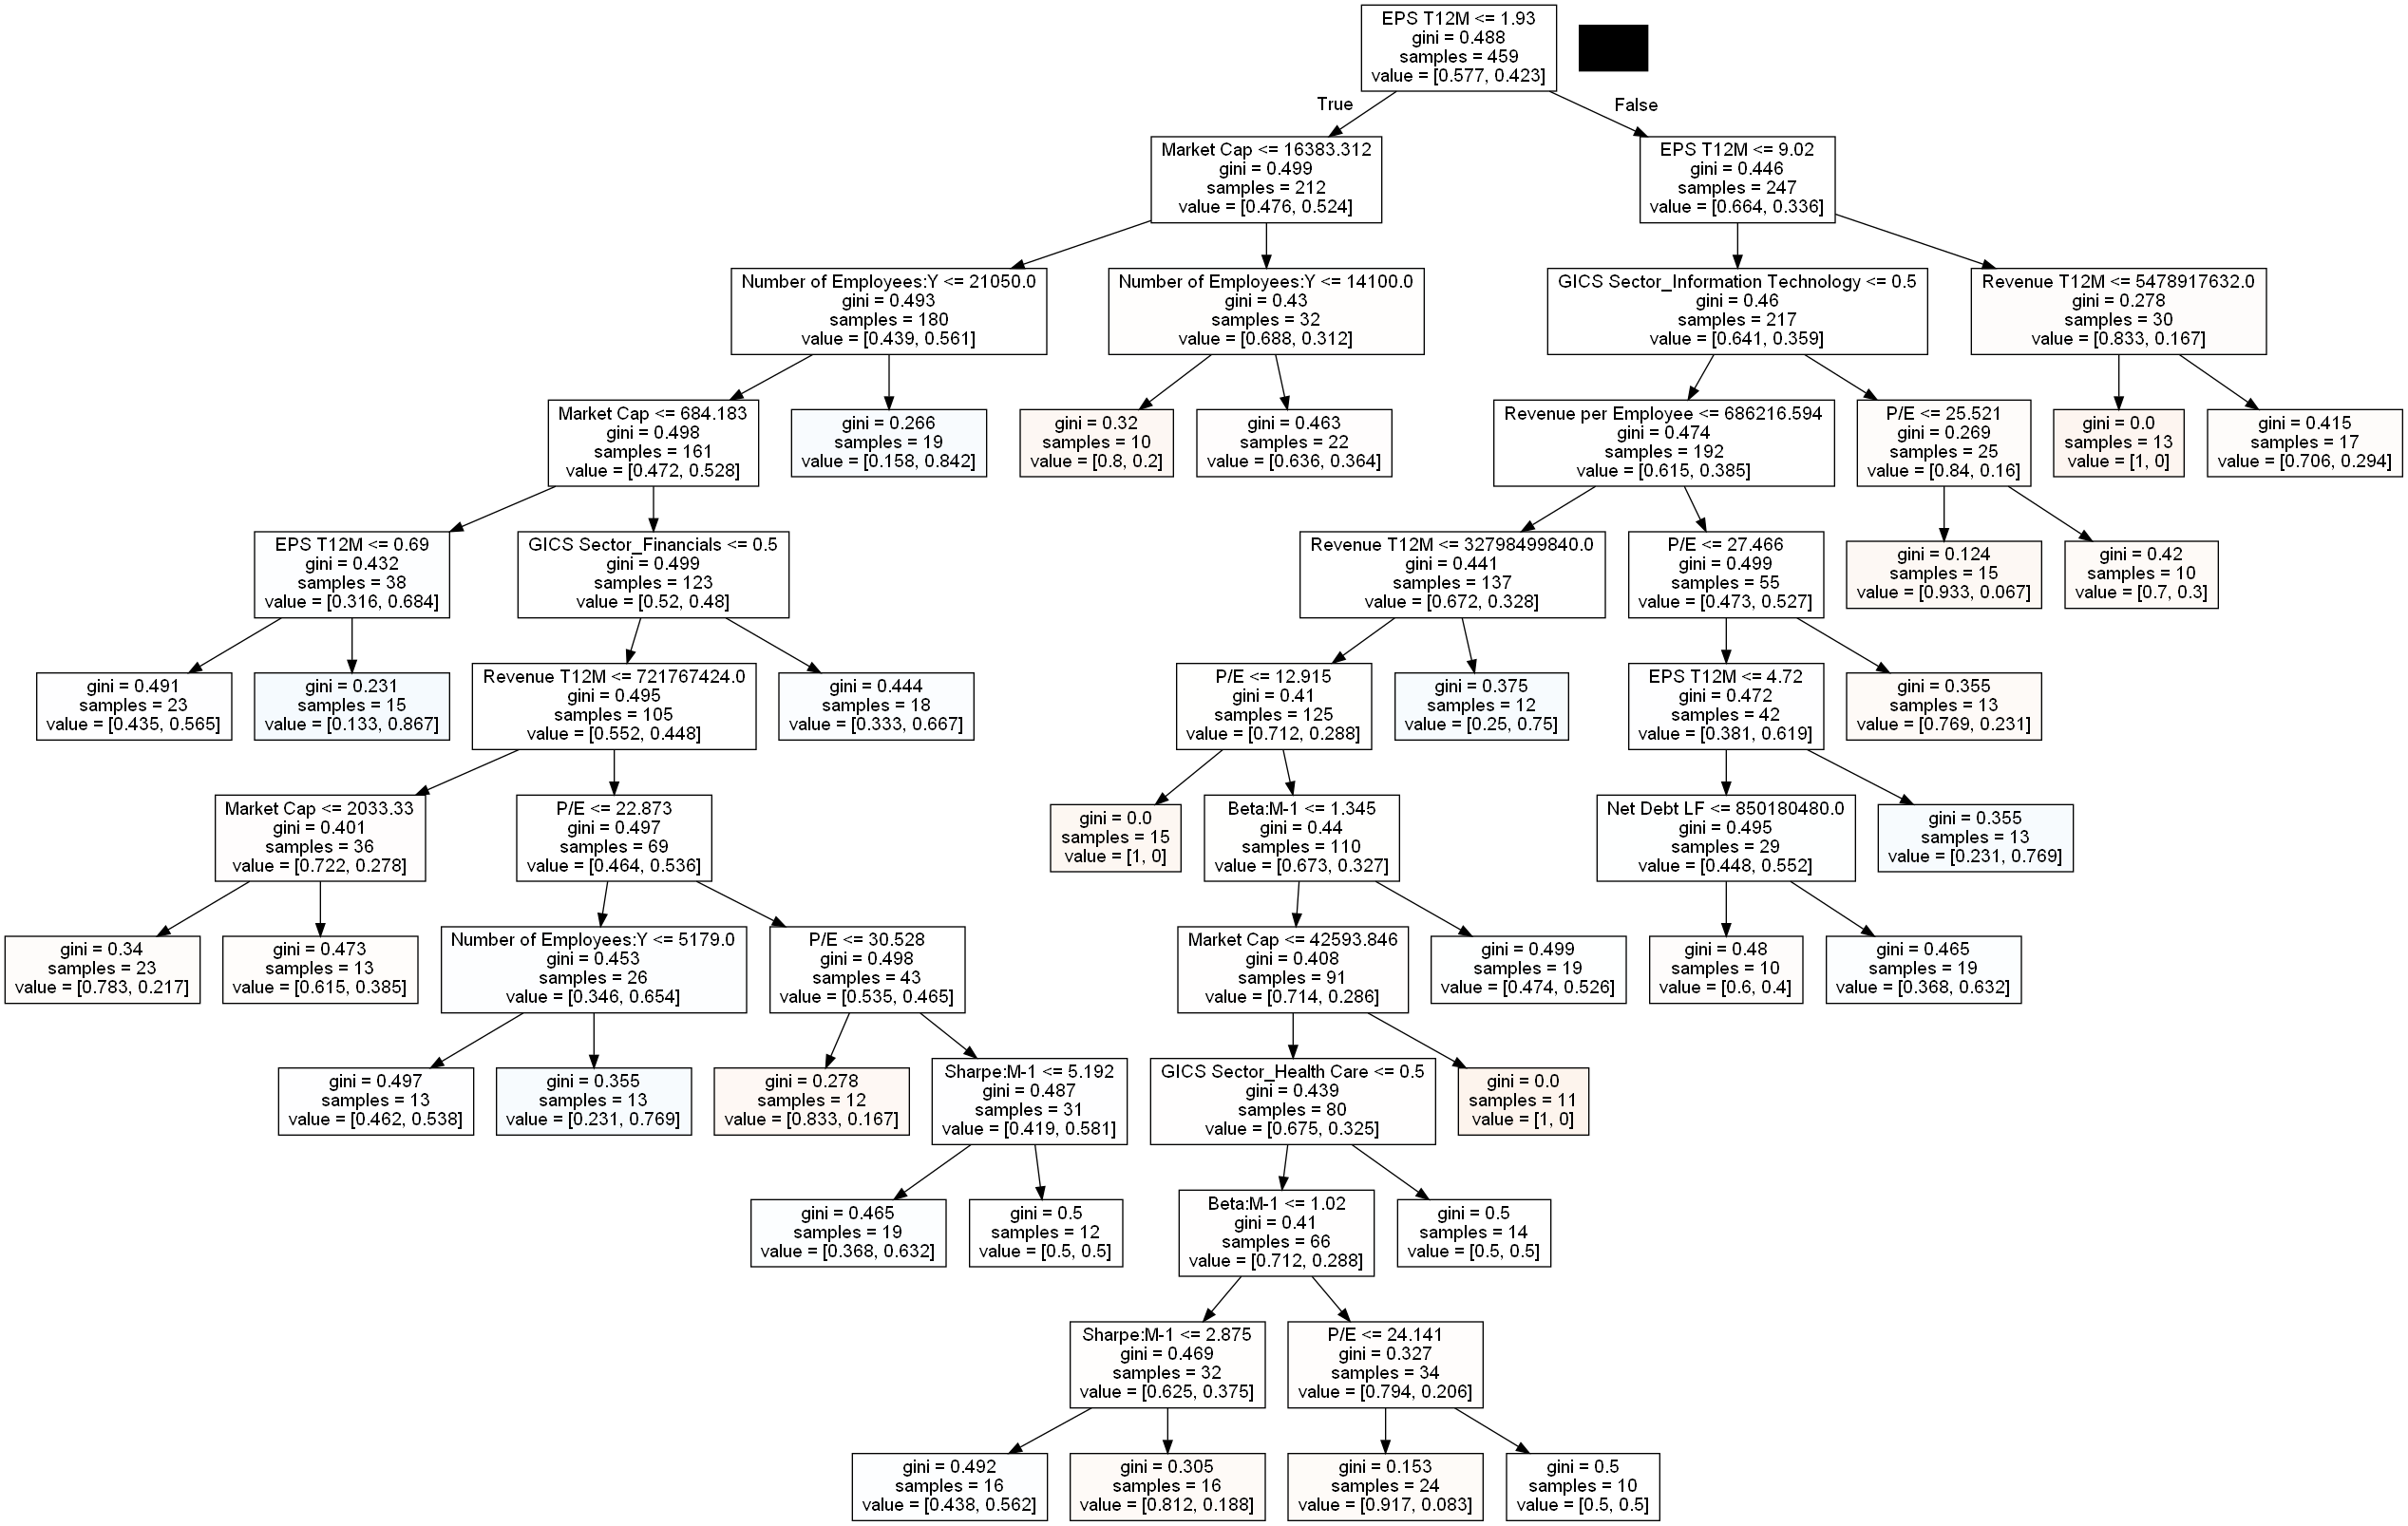 EPS T12M <= 1.93
gini = 0.488
samples = 459
value = [0.577, 0.423]
True
False
Market Cap <= 16383.312
gini = 0.499
samples = 212
value = [0.476, 0.524]
EPS T12M <= 9.02
gini = 0.446
samples = 247
value = [0.664, 0.336]
Number of Employees:Y <= 21050.0
gini = 0.493
samples = 180
value = [0.439, 0.561]
Number of Employees:Y <= 14100.0
gini = 0.43
samples = 32
value = [0.688, 0.312]
GICS Sector_Information Technology <= 0.5
gini = 0.46
samples = 217
value = [0.641, 0.359]
Revenue T12M <= 5478917632.0
gini = 0.278
samples = 30
value = [0.833, 0.167]
Market Cap <= 684.183
gini = 0.498
samples = 161
value = [0.472, 0.528]
gini = 0.266
samples = 19
value = [0.158, 0.842]
gini = 0.32
samples = 10
value = [0.8, 0.2]
gini = 0.463
samples = 22
value = [0.636, 0.364]
Revenue per Employee <= 686216.594
gini = 0.474
samples = 192
value = [0.615, 0.385]
P/E <= 25.521
gini = 0.269
samples = 25
value = [0.84, 0.16]
gini = 0.0
samples = 13
value = [1, 0]
gini = 0.415
samples = 17
value = [0.706, 0.294]
EPS T12M <= 0.69
gini = 0.432
samples = 38
value = [0.316, 0.684]
GICS Sector_Financials <= 0.5
gini = 0.499
samples = 123
value = [0.52, 0.48]
Revenue T12M <= 32798499840.0
gini = 0.441
samples = 137
value = [0.672, 0.328]
P/E <= 27.466
gini = 0.499
samples = 55
value = [0.473, 0.527]
gini = 0.124
samples = 15
value = [0.933, 0.067]
gini = 0.42
samples = 10
value = [0.7, 0.3]
gini = 0.491
samples = 23
value = [0.435, 0.565]
gini = 0.231
samples = 15
value = [0.133, 0.867]
Revenue T12M <= 721767424.0
gini = 0.495
samples = 105
value = [0.552, 0.448]
gini = 0.444
samples = 18
value = [0.333, 0.667]
P/E <= 12.915
gini = 0.41
samples = 125
value = [0.712, 0.288]
gini = 0.375
samples = 12
value = [0.25, 0.75]
EPS T12M <= 4.72
gini = 0.472
samples = 42
value = [0.381, 0.619]
gini = 0.355
samples = 13
value = [0.769, 0.231]
Market Cap <= 2033.33
gini = 0.401
samples = 36
value = [0.722, 0.278]
P/E <= 22.873
gini = 0.497
samples = 69
value = [0.464, 0.536]
gini = 0.0
samples = 15
value = [1, 0]
Beta:M-1 <= 1.345
gini = 0.44
samples = 110
value = [0.673, 0.327]
Net Debt LF <= 850180480.0
gini = 0.495
samples = 29
value = [0.448, 0.552]
gini = 0.355
samples = 13
value = [0.231, 0.769]
gini = 0.34
samples = 23
value = [0.783, 0.217]
gini = 0.473
samples = 13
value = [0.615, 0.385]
Number of Employees:Y <= 5179.0
gini = 0.453
samples = 26
value = [0.346, 0.654]
P/E <= 30.528
gini = 0.498
samples = 43
value = [0.535, 0.465]
Market Cap <= 42593.846
gini = 0.408
samples = 91
value = [0.714, 0.286]
gini = 0.499
samples = 19
value = [0.474, 0.526]
gini = 0.48
samples = 10
value = [0.6, 0.4]
gini = 0.465
samples = 19
value = [0.368, 0.632]
gini = 0.497
samples = 13
value = [0.462, 0.538]
gini = 0.355
samples = 13
value = [0.231, 0.769]
gini = 0.278
samples = 12
value = [0.833, 0.167]
Sharpe:M-1 <= 5.192
gini = 0.487
samples = 31
value = [0.419, 0.581]
GICS Sector_Health Care <= 0.5
gini = 0.439
samples = 80
value = [0.675, 0.325]
gini = 0.0
samples = 11
value = [1, 0]
gini = 0.465
samples = 19
value = [0.368, 0.632]
gini = 0.5
samples = 12
value = [0.5, 0.5]
Beta:M-1 <= 1.02
gini = 0.41
samples = 66
value = [0.712, 0.288]
gini = 0.5
samples = 14
value = [0.5, 0.5]
Sharpe:M-1 <= 2.875
gini = 0.469
samples = 32
value = [0.625, 0.375]
P/E <= 24.141
gini = 0.327
samples = 34
value = [0.794, 0.206]
gini = 0.492
samples = 16
value = [0.438, 0.562]
gini = 0.305
samples = 16
value = [0.812, 0.188]
gini = 0.153
samples = 24
value = [0.917, 0.083]
gini = 0.5
samples = 10
value = [0.5, 0.5]